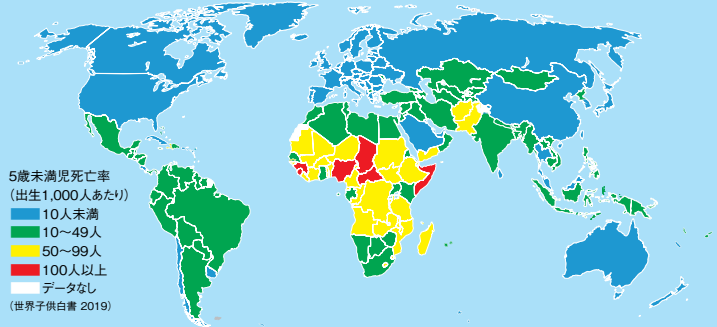 5歳未満児死亡率
(出生1,000人あたり)
10人未満
10〜49人
50〜99人
100人以上
データなし
(世界子供白書 2019)